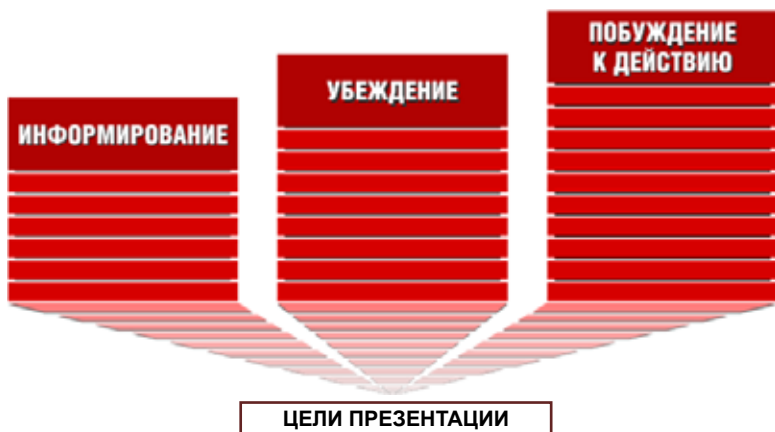 ИНФОРМИРОВАНИЕ
УБЕЖДЕНИЕ
ПОБУЖДЕНИЕ
К ДЕЙСТВИЮ
ЦЕЛИ ПРЕЗЕНТАЦИИ